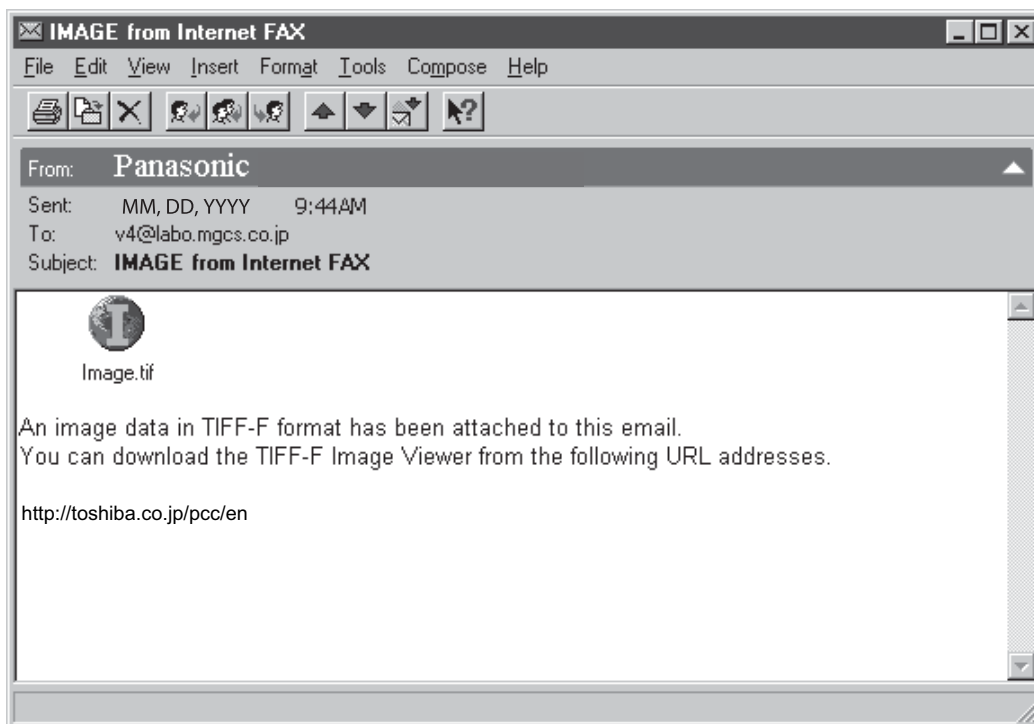 IMAGE from Internet FAX
File Edit View Insert Format Tools Compose Help
From: Panasonic
Sent: MM, DD, YYYY 9:44AM
To: v4@labo.mgcs.co.jp
Subject: IMAGE from Internet FAX
Image.tif
An image data in TIFF-F format has been attached to this email.
You can download the TIFF-F Image Viewer from the following URL addresses.
http://toshiba.co.jp/pcc/en